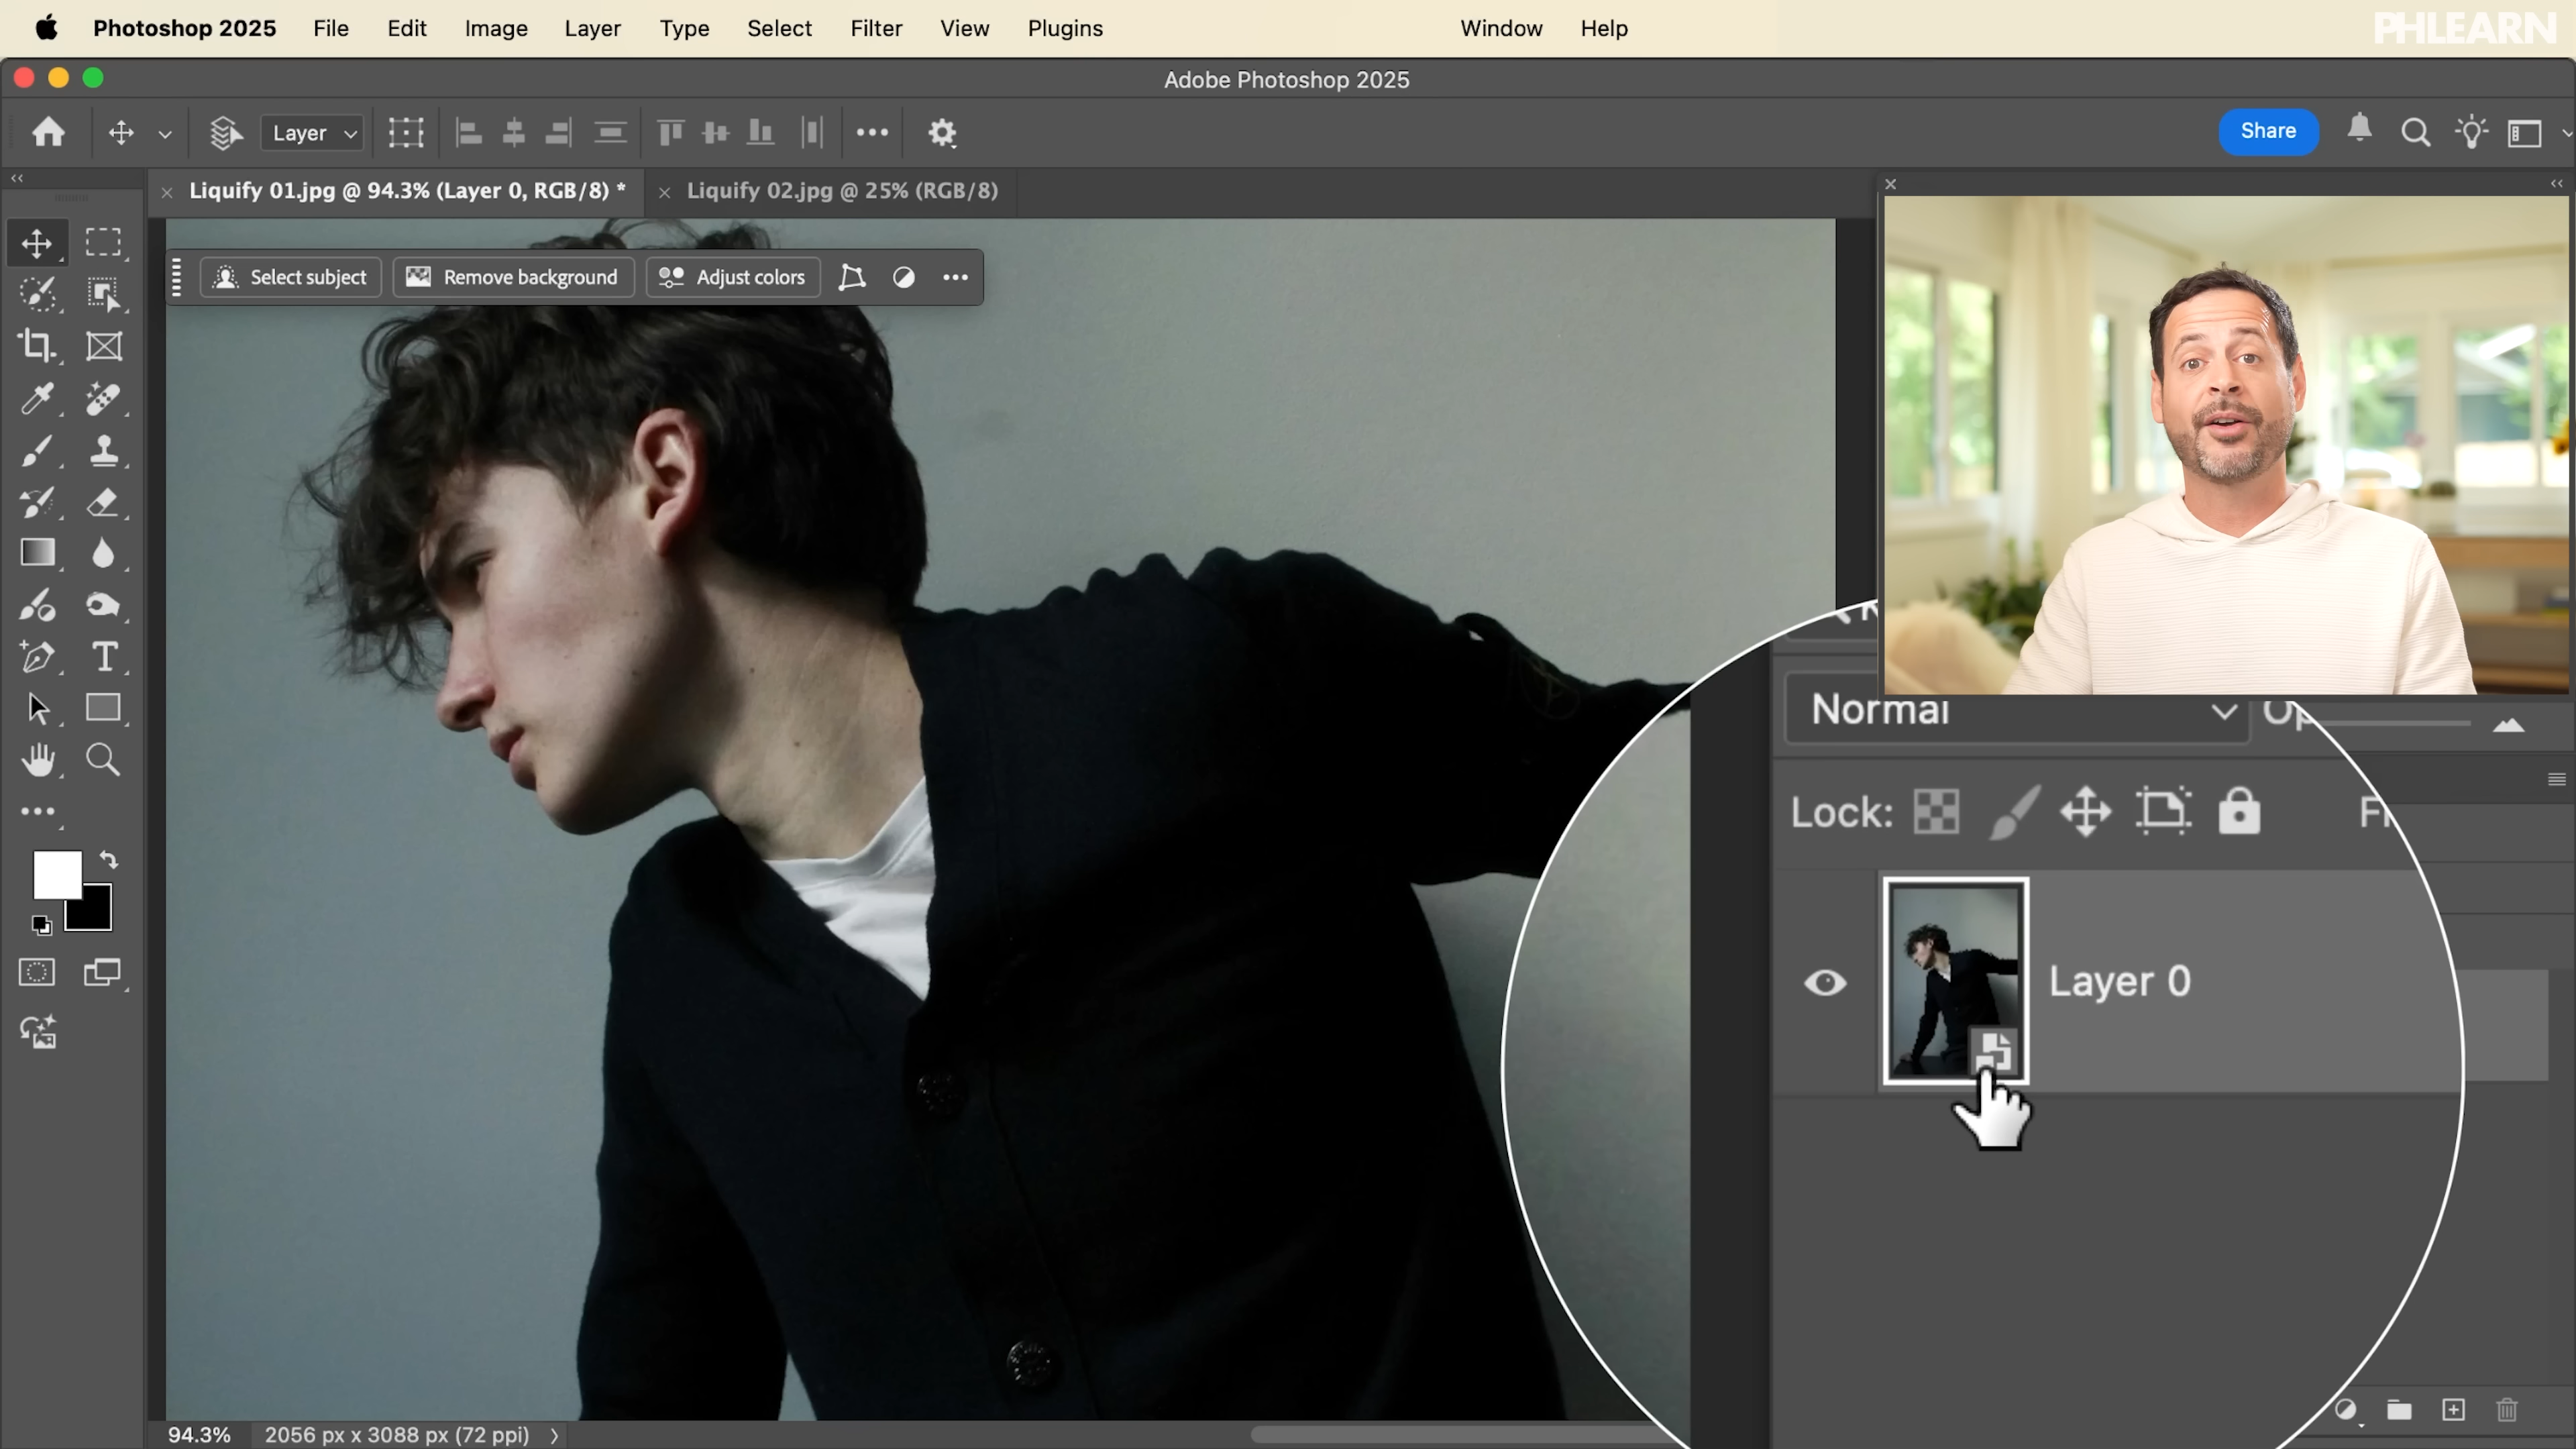 Photoshop 2025 File Edit Image Layer Type Select Filter View Plugins Window Help
PHLEARN
Adobe Photoshop 2025
Layer
Share
Liquify 01.jpg @ 94.3% (Layer 0, RGB/8) *
Liquify 02.jpg @ 25% (RGB/8)
Select subject
Remove background
Adjust colors
Normal
Lock:
Layer 0
94.3%
2056 px x 3088 px (72 ppi)